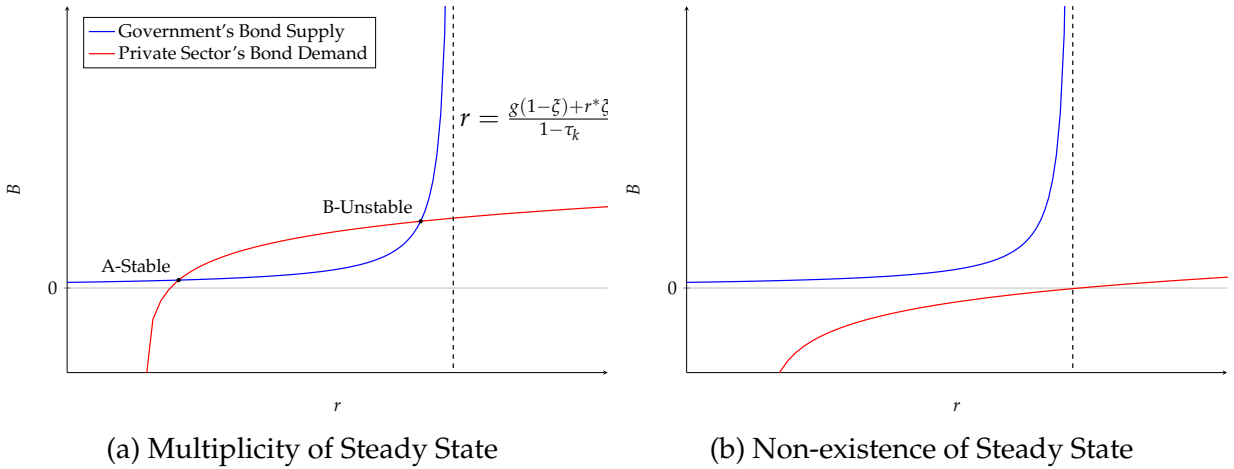 Government's Bond Supply
Private Sector's Bond Demand
r = \frac{g(1−ξ)+r*ξ}{1−τ_k}
B-Unstable
A-Stable
B
0
r
(a) Multiplicity of Steady State
B
0
r
(b) Non-existence of Steady State